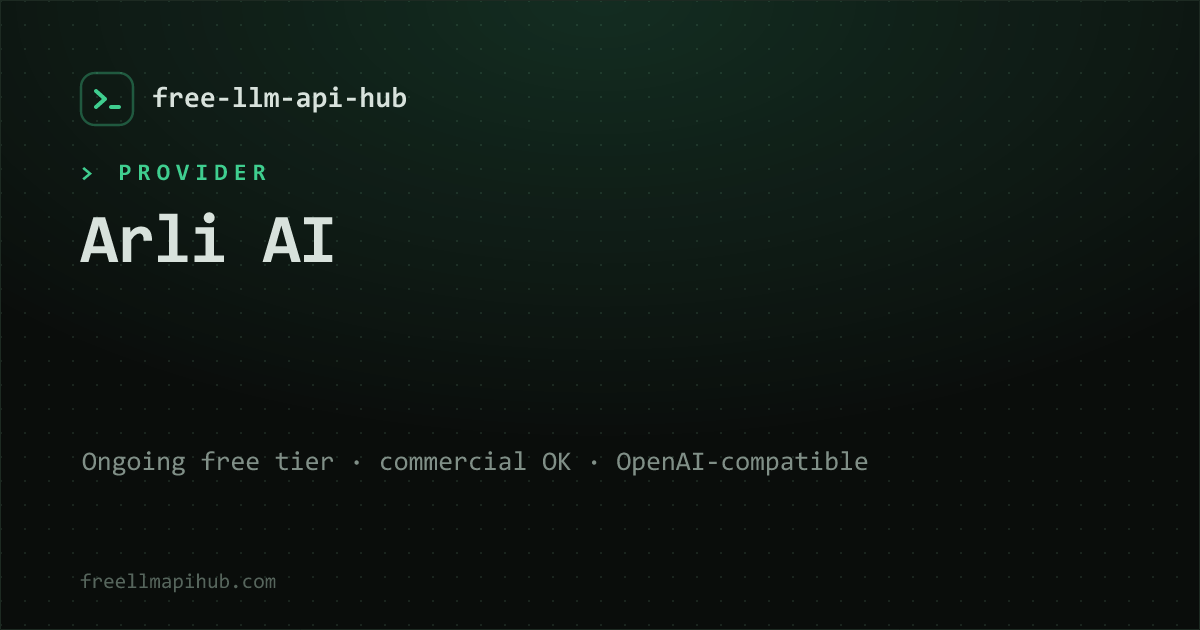 free-llm-api-hub
> PROVIDER
Arli AI
Ongoing free tier · commercial OK · OpenAI-compatible
freellmapihub.com